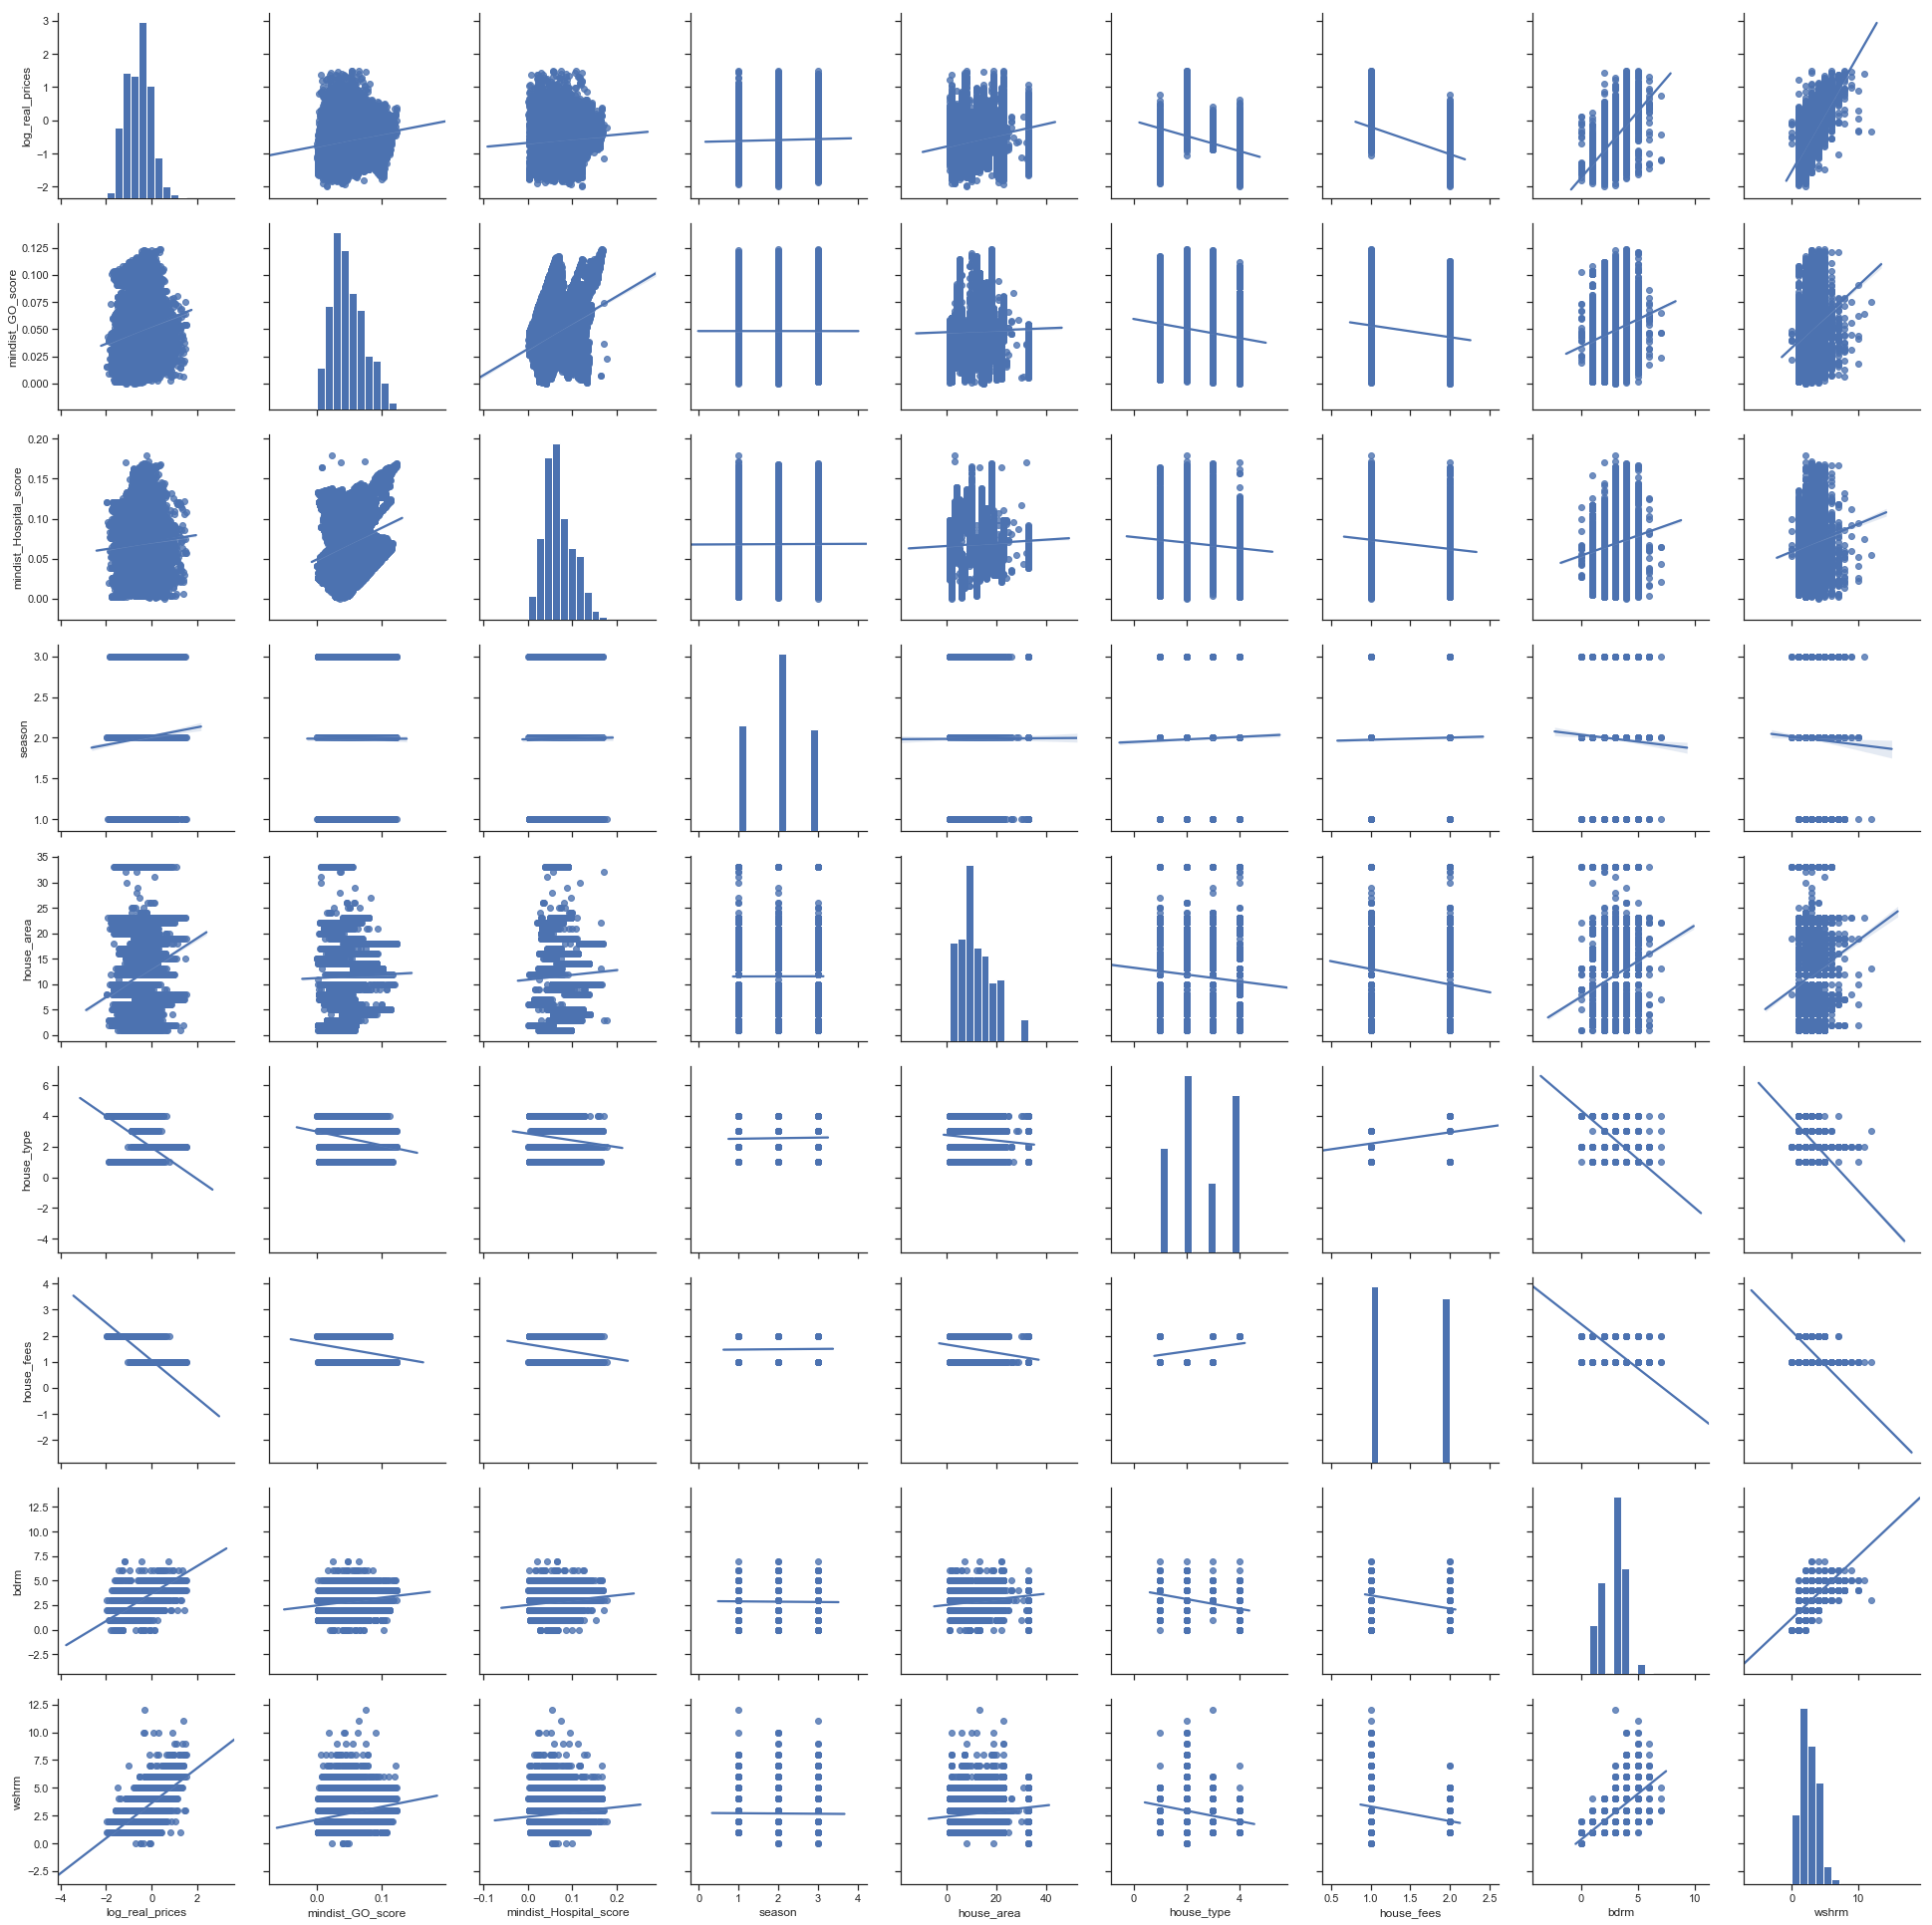 log_real_prices
3
2
1
0
−1
−2
mindist_GO_score
0.125
0.100
0.075
0.050
0.025
0.000
mindist_Hospital_score
0.20
0.15
0.10
0.05
0.00
season
3.0
2.5
2.0
1.5
1.0
house_area
35
30
25
20
15
10
5
0
house_type
6
4
2
0
−2
−4
house_fees
4
3
2
1
0
−1
−2
bdrm
12.5
10.0
7.5
5.0
2.5
0.0
−2.5
wshrm
12.5
10.0
7.5
5.0
2.5
0.0
−2.5
−4 −2 0 2
log_real_prices
0.0 0.1
mindist_GO_score
−0.1 0.0 0.1 0.2
mindist_Hospital_score
0 1 2 3 4
season
0 20 40
house_area
0 2 4
house_type
0.5 1.0 1.5 2.0 2.5
house_fees
0 5 10
bdrm
0 10
wshrm